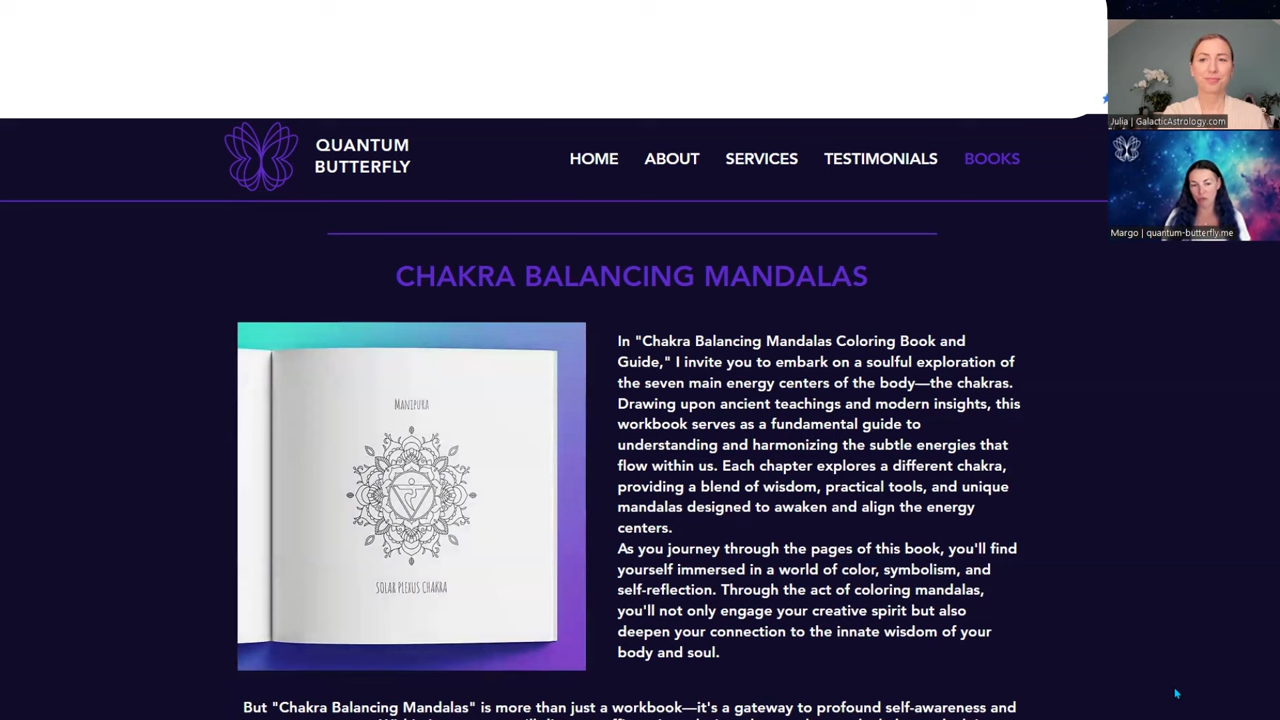 Julia | GalacticAstrology.com
QUANTUM
BUTTERFLY
HOME ABOUT SERVICES TESTIMONIALS BOOKS
Margo | quantum-butterfly.me
CHAKRA BALANCING MANDALAS
MANIPURA
SOLAR PLEXUS CHAKRA
In "Chakra Balancing Mandalas Coloring Book and
Guide," I invite you to embark on a soulful exploration of
the seven main energy centers of the body—the chakras.
Drawing upon ancient teachings and modern insights, this
workbook serves as a fundamental guide to
understanding and harmonizing the subtle energies that
flow within us. Each chapter explores a different chakra,
providing a blend of wisdom, practical tools, and unique
mandalas designed to awaken and align the energy
centers.
As you journey through the pages of this book, you'll find
yourself immersed in a world of color, symbolism, and
self-reflection. Through the act of coloring mandalas,
you'll not only engage your creative spirit but also
deepen your connection to the innate wisdom of your
body and soul.
But "Chakra Balancing Mandalas" is more than just a workbook—it's a gateway to profound self-awareness and